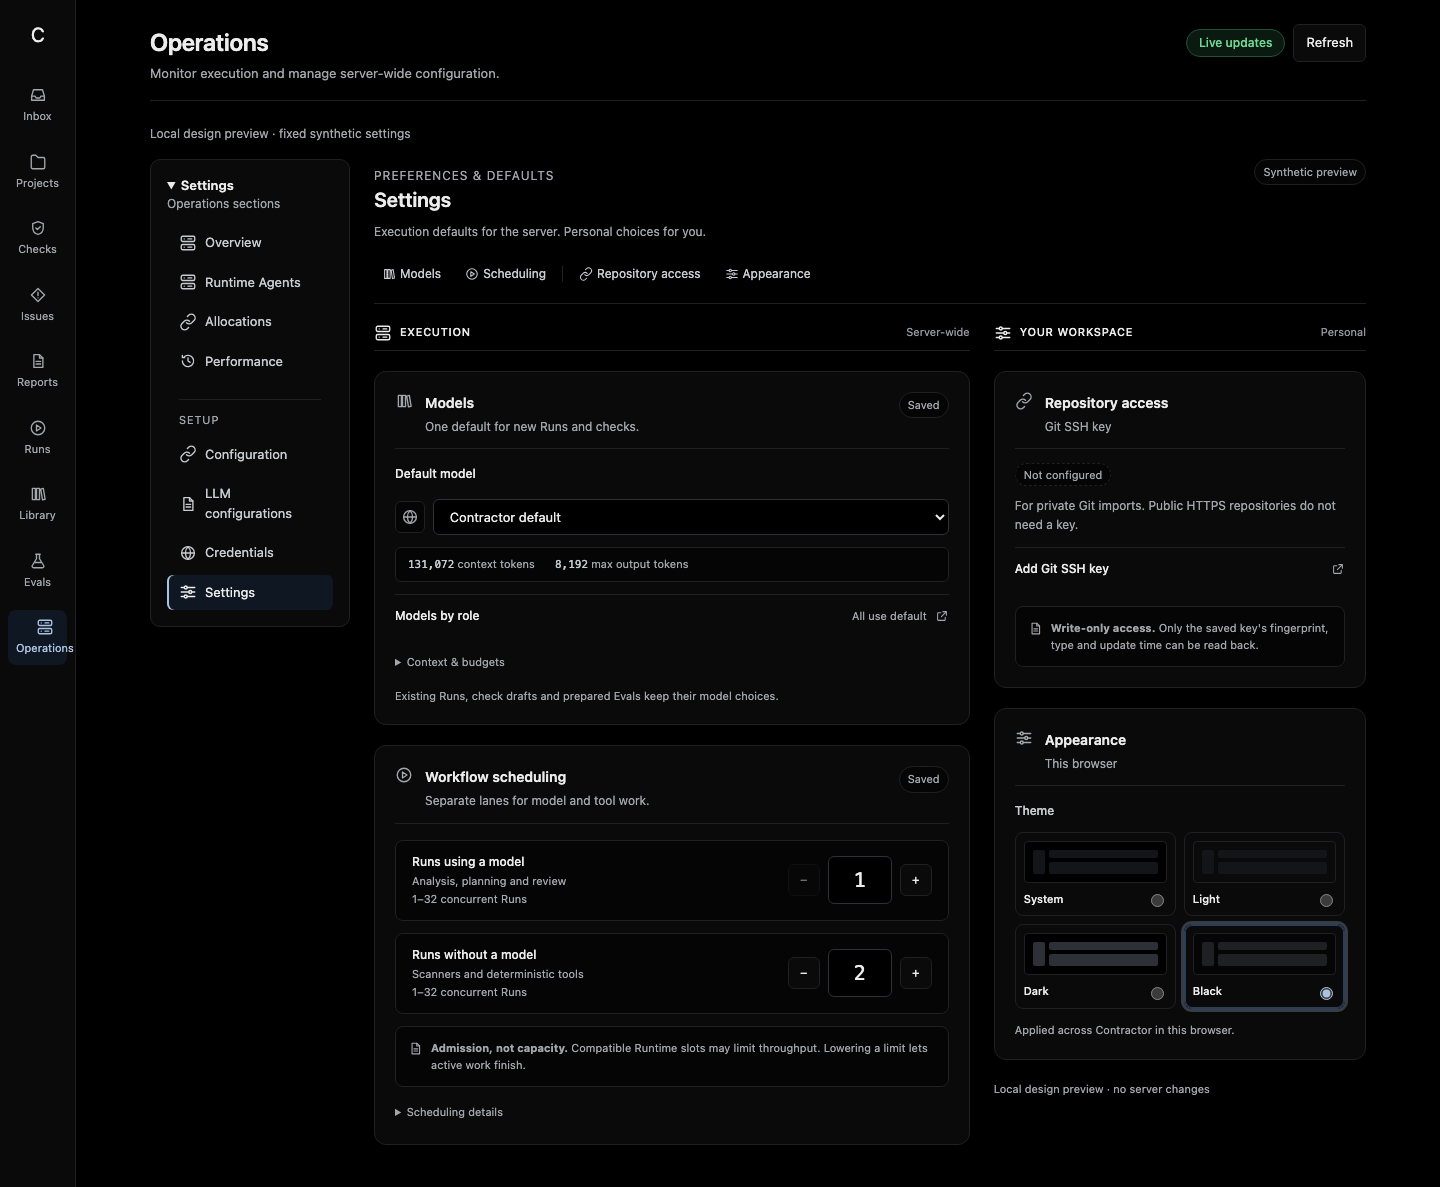 C
Inbox
Projects
Checks
Issues
Reports
Runs
Library
Evals
Operations
Operations
Monitor execution and manage server-wide configuration.
Live updates
Refresh
Local design preview · fixed synthetic settings
▼ Settings
Operations sections
Overview
Runtime Agents
Allocations
Performance
SETUP
Configuration
LLM
configurations
Credentials
Settings
PREFERENCES & DEFAULTS
Settings
Execution defaults for the server. Personal choices for you.
Synthetic preview
Models
Scheduling
Repository access
Appearance
EXECUTION
Server-wide
Models
One default for new Runs and checks.
Saved
Default model
Contractor default
131,072 context tokens 8,192 max output tokens
Models by role
All use default
▶ Context & budgets
Existing Runs, check drafts and prepared Evals keep their model choices.
Workflow scheduling
Separate lanes for model and tool work.
Saved
Runs using a model
Analysis, planning and review
1–32 concurrent Runs
− 1 +
Runs without a model
Scanners and deterministic tools
1–32 concurrent Runs
− 2 +
Admission, not capacity. Compatible Runtime slots may limit throughput. Lowering a limit lets
active work finish.
▶ Scheduling details
YOUR WORKSPACE
Personal
Repository access
Git SSH key
Not configured
For private Git imports. Public HTTPS repositories do not
need a key.
Add Git SSH key
Write-only access. Only the saved key's fingerprint,
type and update time can be read back.
Appearance
This browser
Theme
System
Light
Dark
Black
Applied across Contractor in this browser.
Local design preview · no server changes